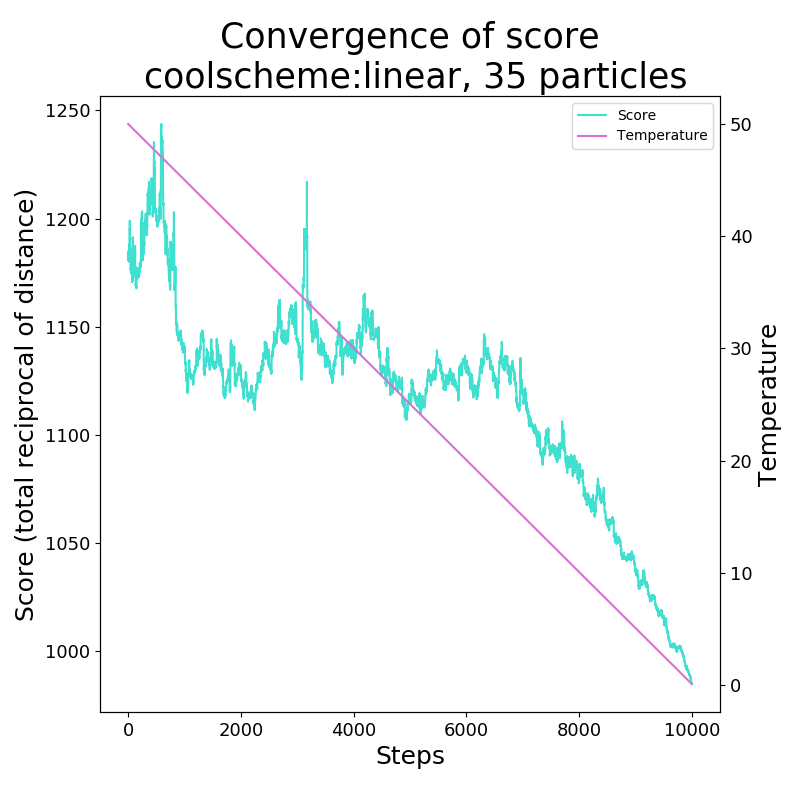 Convergence of score
coolscheme:linear, 35 particles
Score
Temperature
1250
1200
1150
1100
1050
1000
Score (total reciprocal of distance)
50
40
30
20
10
0
Temperature
0 2000 4000 6000 8000 10000
Steps